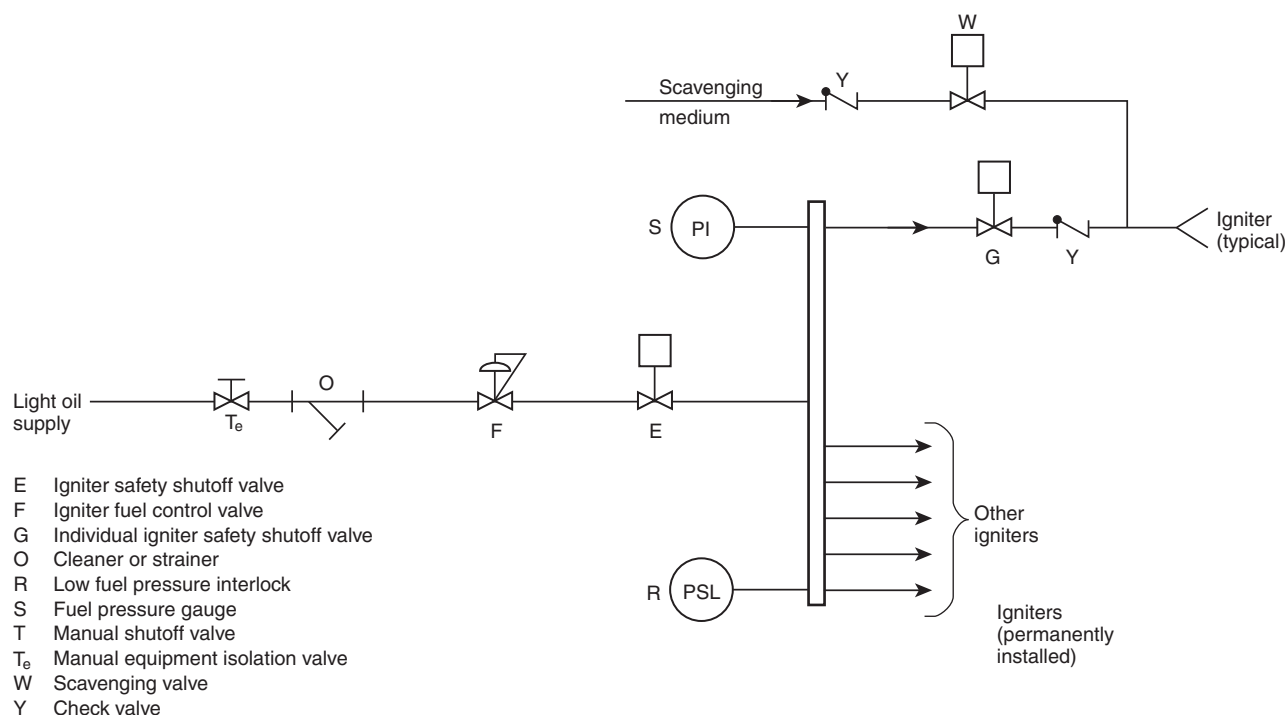 W
Y
Scavenging
medium
S
PI
G
Y
Igniter
(typical)
O
Light oil
supply
Te
F
E
Other
igniters
R
PSL
Igniters
(permanently
installed)
E Igniter safety shutoff valve
F Igniter fuel control valve
G Individual igniter safety shutoff valve
O Cleaner or strainer
R Low fuel pressure interlock
S Fuel pressure gauge
T Manual shutoff valve
Te Manual equipment isolation valve
W Scavenging valve
Y Check valve